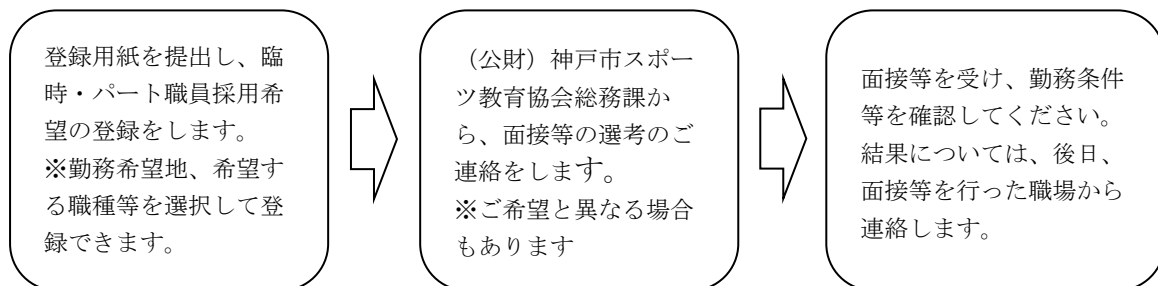 登録用紙を提出し、臨
時・パート職員採用希
望の登録をします。
※勤務希望地、希望す
る職種等を選択して登
録できます。
（公財）神戸市スポー
ツ教育協会総務課か
ら、面接等の選考のご
連絡をします。
※ご希望と異なる場合
もあります
面接等を受け、勤務条件
等を確認してください。
結果については、後日、
面接等を行った職場から
連絡します。